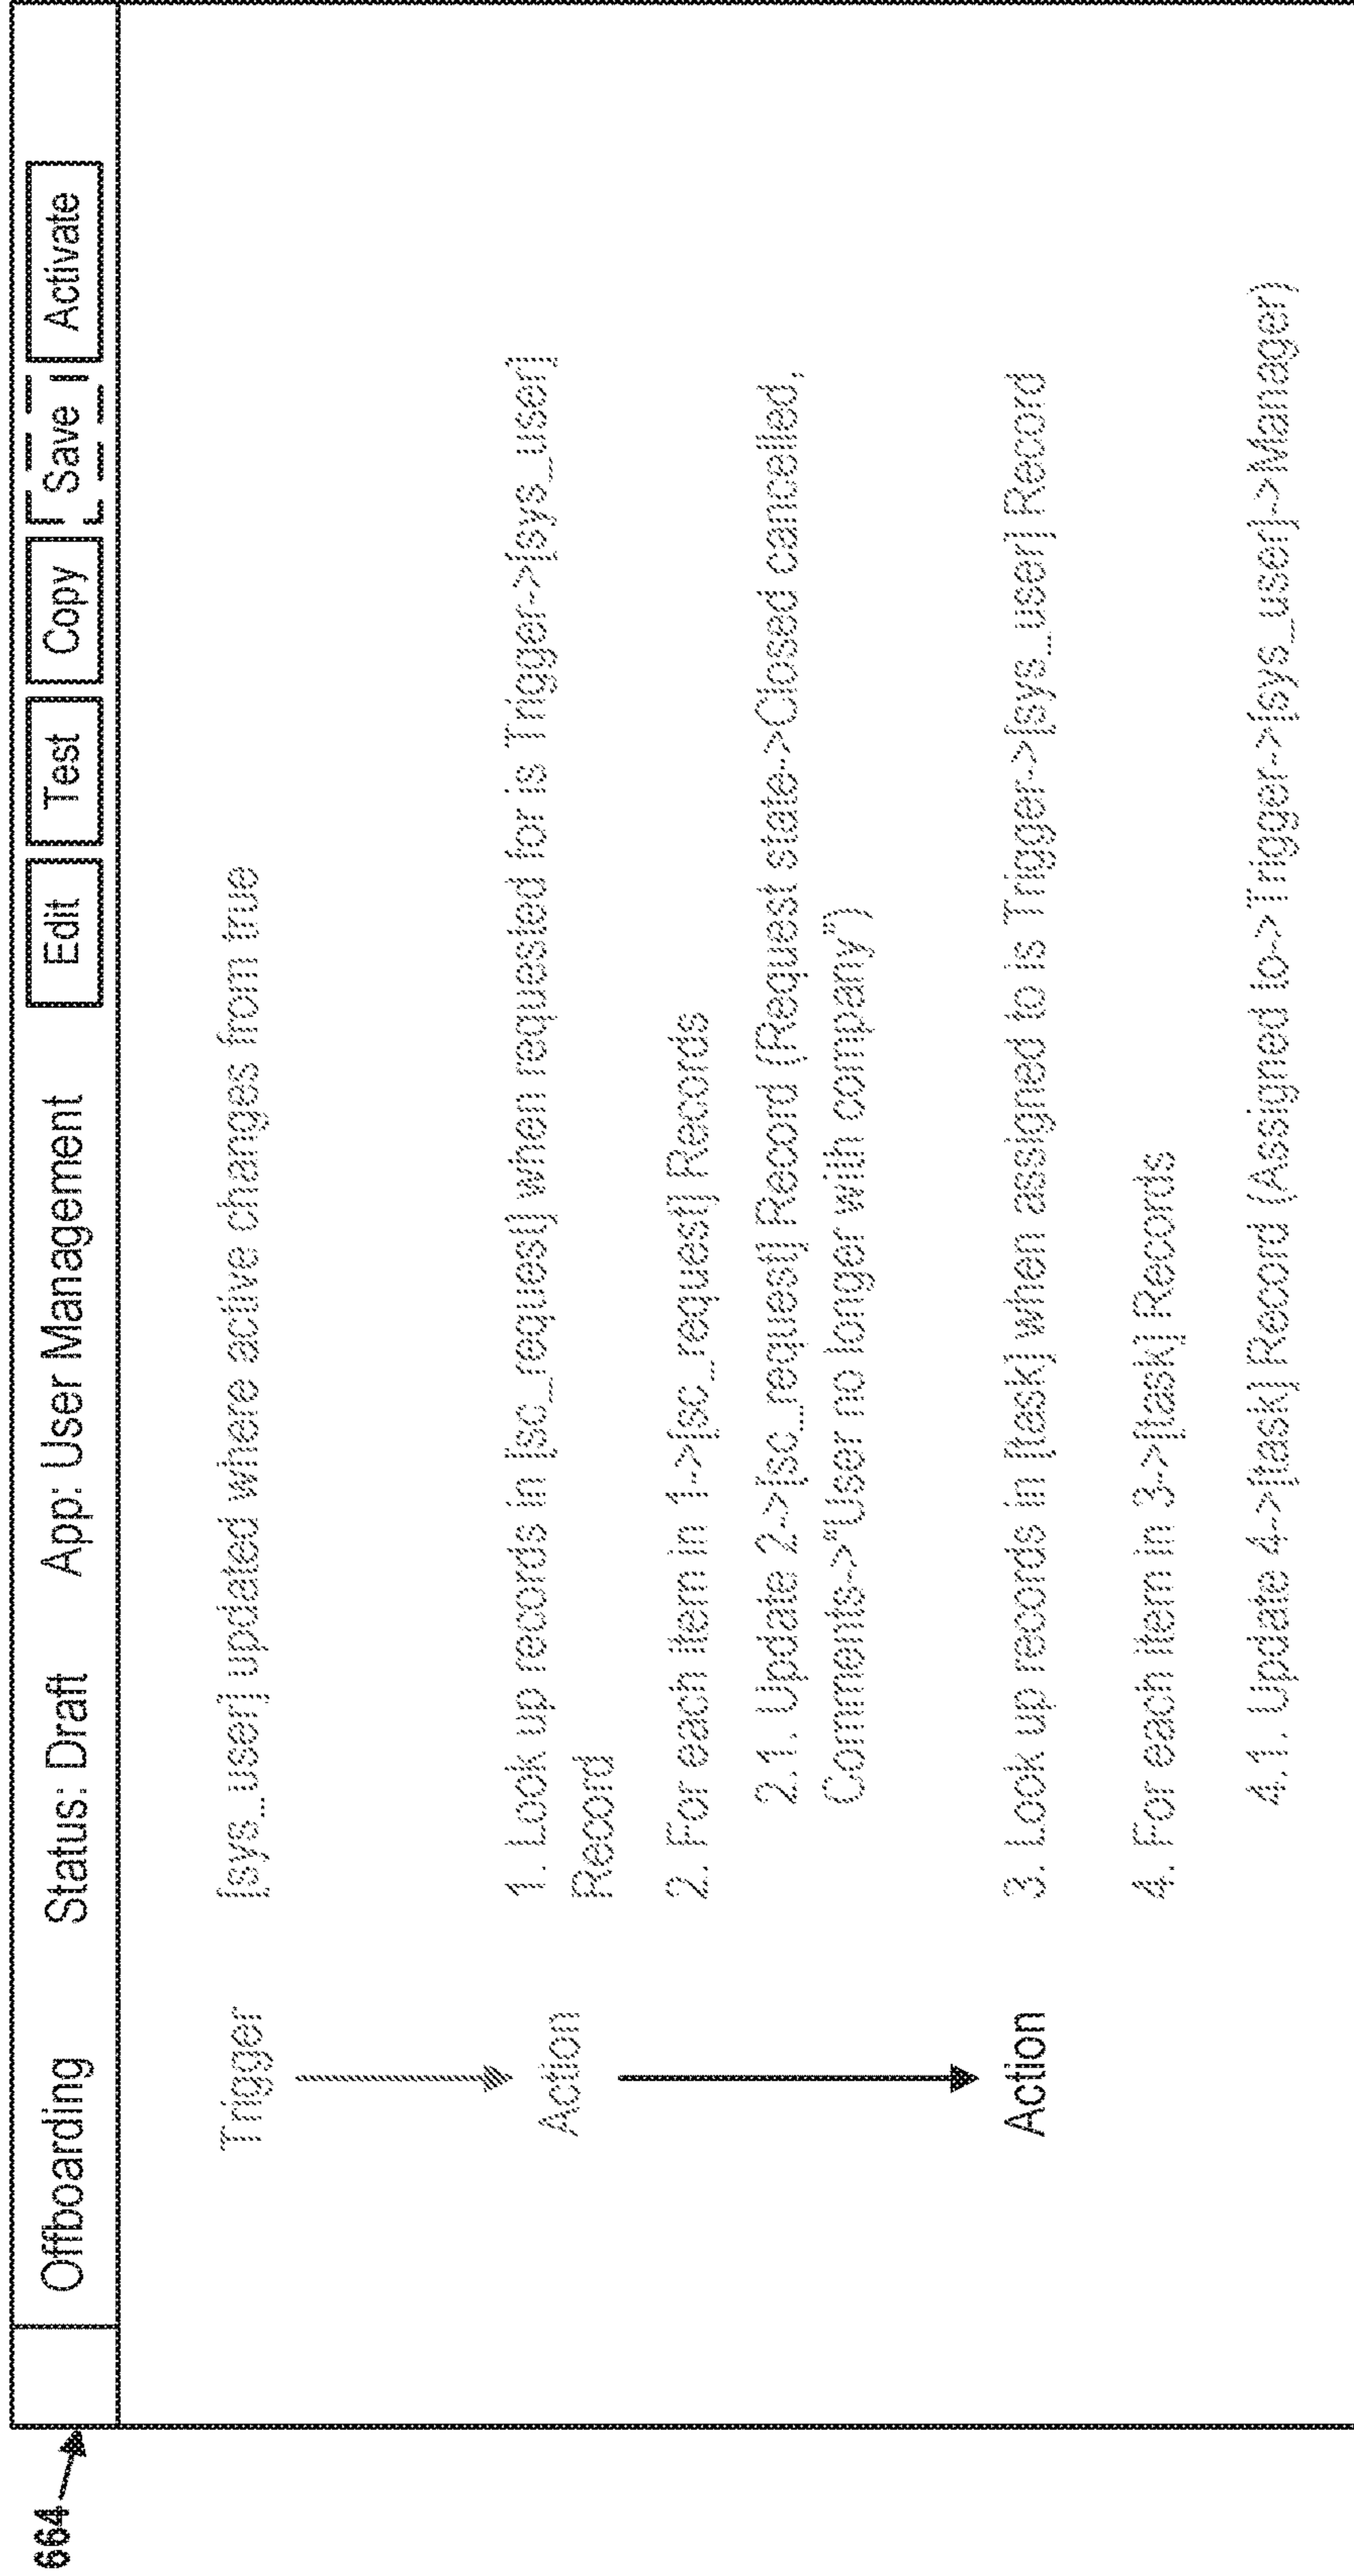 664
Offboarding Status: Draft App: User Management Edit Test Copy Save Activate
Trigger [sys_user] updated where active changes from true
Action 1. Look up records in [sc_request] when requested for is Trigger->[sys_user]
Record
2. For each item in 1->[sc_request] Records
2.1. Update 2->[sc_request] Record (Request state->Closed cancelled,
Comments->"User no longer with company")
Action 3. Look up records in [task] when assigned to is Trigger->[sys_user] Record
4. For each item in 3->[task] Records
4.1. Update 4->[task] Record (Assigned to->Trigger->[sys_user]->Manager)